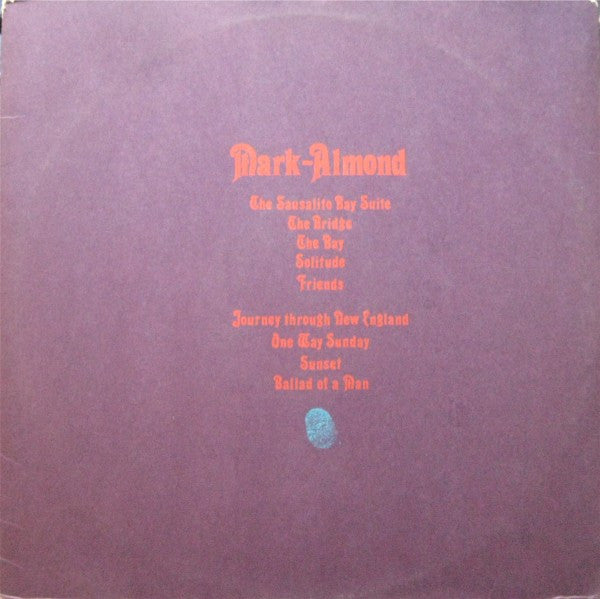 Mark-Almond
The Sausalito Bay Suite
The Bridge
The Bay
Solitude
Friends
Journey through New England
One Way Sunday
Sunset
Ballad of a Man